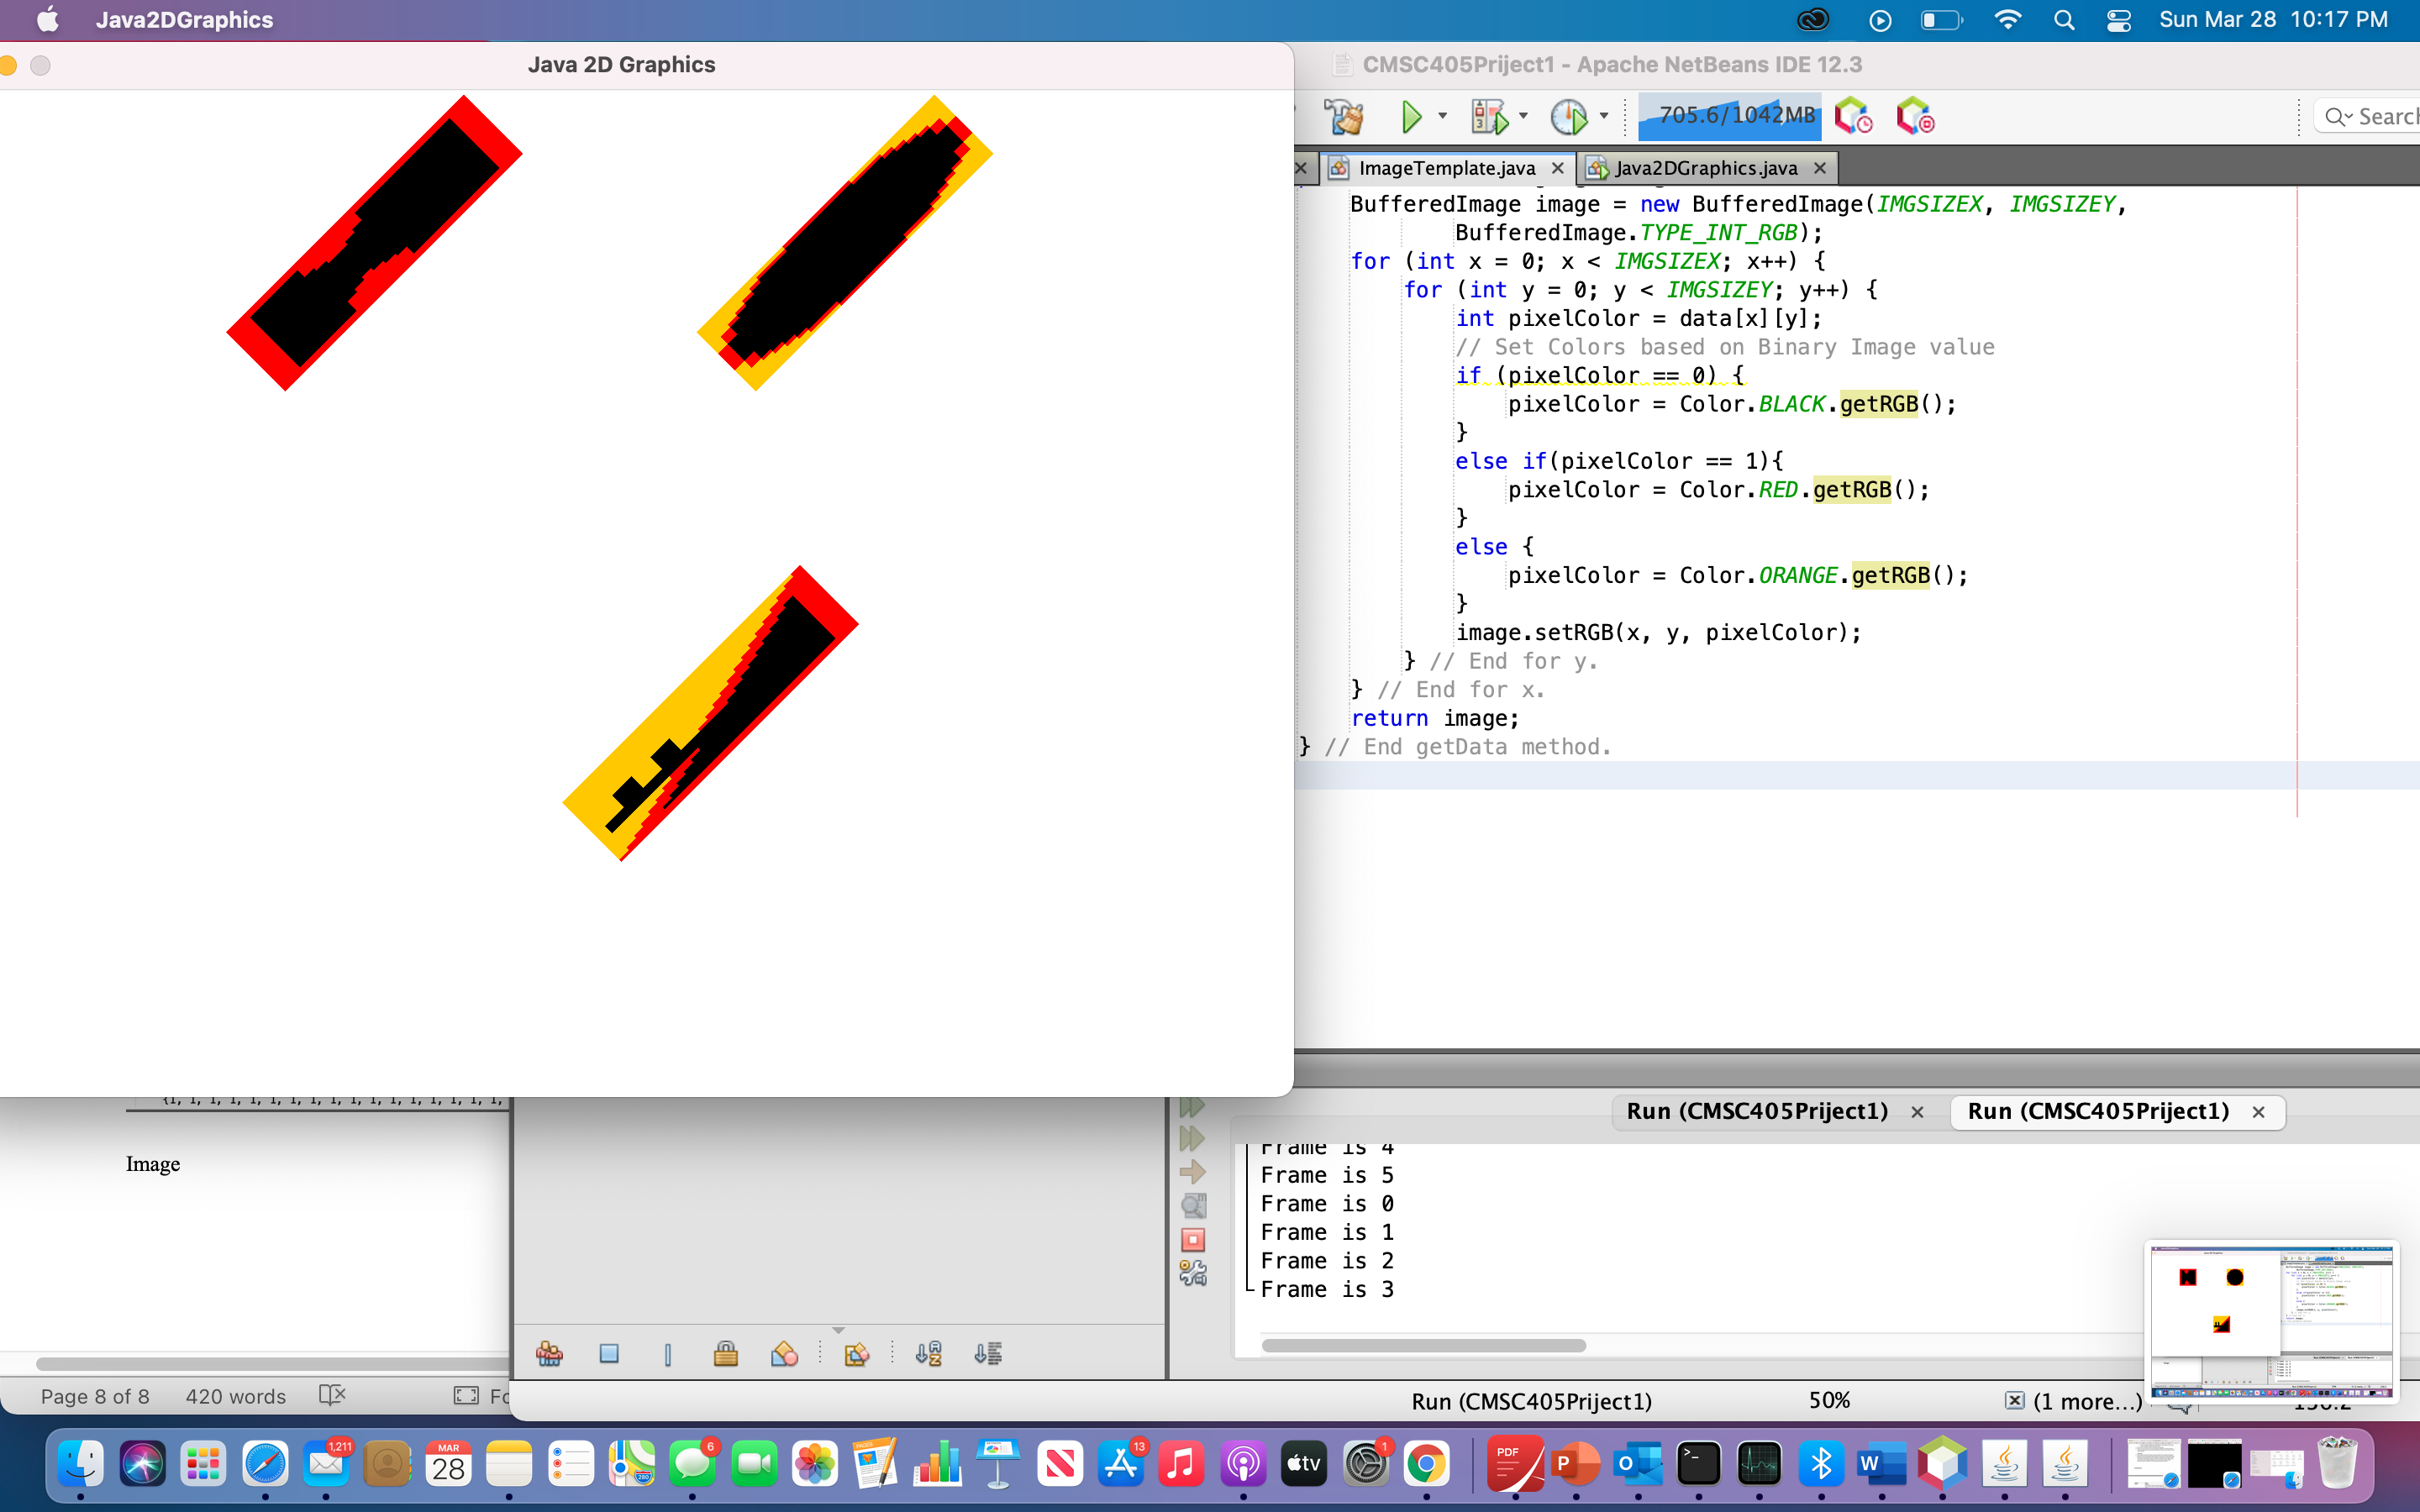 Java2DGraphics
Sun Mar 28 10:17 PM
Java 2D Graphics
CMSC405Priject1 - Apache NetBeans IDE 12.3
705.6/1042MB
Search
ImageTemplate.java
Java2DGraphics.java
BufferedImage image = new BufferedImage(IMGSIZEX, IMGSIZEY,
BufferedImage.TYPE_INT_RGB);
for (int x = 0; x < IMGSIZEX; x++) {
for (int y = 0; y < IMGSIZEY; y++) {
int pixelColor = data[x][y];
// Set Colors based on Binary Image value
if (pixelColor == 0) {
pixelColor = Color.BLACK.getRGB();
}
else if(pixelColor == 1){
pixelColor = Color.RED.getRGB();
}
else {
pixelColor = Color.ORANGE.getRGB();
}
image.setRGB(x, y, pixelColor);
} // End for y.
} // End for x.
return image;
} // End getData method.
{1, 1, 1, 1, 1, 1, 1, 1, 1, 1, 1, 1, 1, 1, 1, 1, 1,
Image
Run (CMSC405Priject1)
Run (CMSC405Priject1)
Frame is 4
Frame is 5
Frame is 0
Frame is 1
Frame is 2
Frame is 3
Page 8 of 8
420 words
Fo
Run (CMSC405Priject1)
50%
(1 more...)
1,211
MAR
28
280
6
PAGES
13
tv
1
PDF
P
O
>_
W